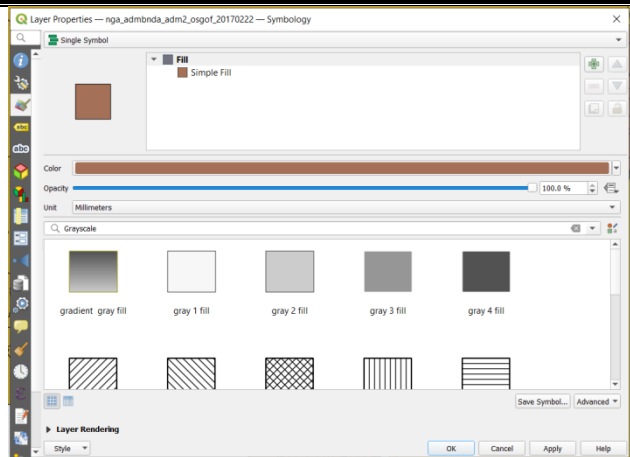 Layer Properties — nga_admbnda_adm2_osgof_20170222 — Symbology
Single Symbol
Fill
Simple Fill
abc
abc
Color
Opacity
100.0 %
Unit
Millimeters
Grayscale
gradient gray fill
gray 1 fill
gray 2 fill
gray 3 fill
gray 4 fill
Save Symbol...
Advanced
Layer Rendering
Style
OK
Cancel
Apply
Help